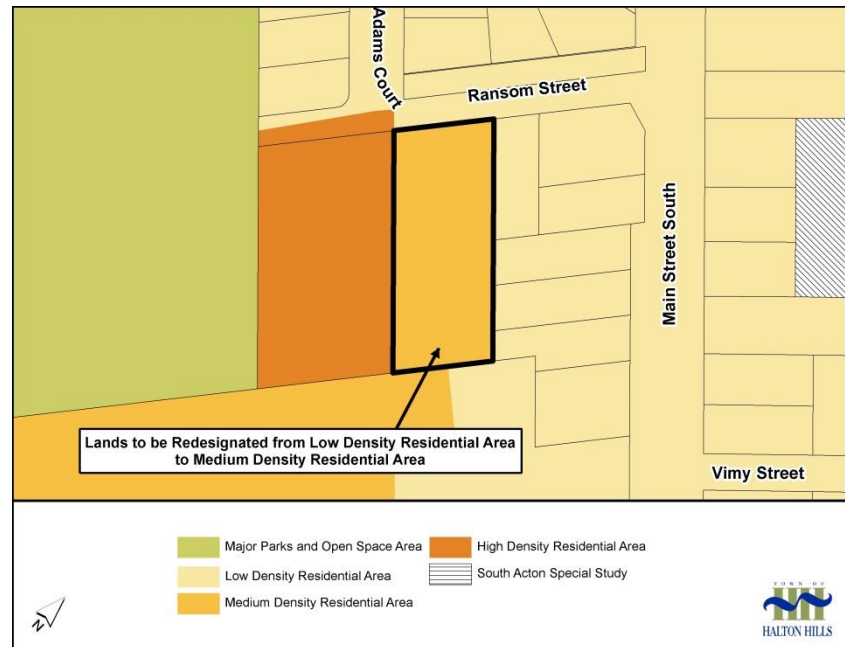 Adams Court
Ransom Street
Main Street South
Lands to be Redesignated from Low Density Residential Area
to Medium Density Residential Area
Vimy Street
Major Parks and Open Space Area
Low Density Residential Area
Medium Density Residential Area
High Density Residential Area
South Acton Special Study
N
TOWN OF
HALTON HILLS